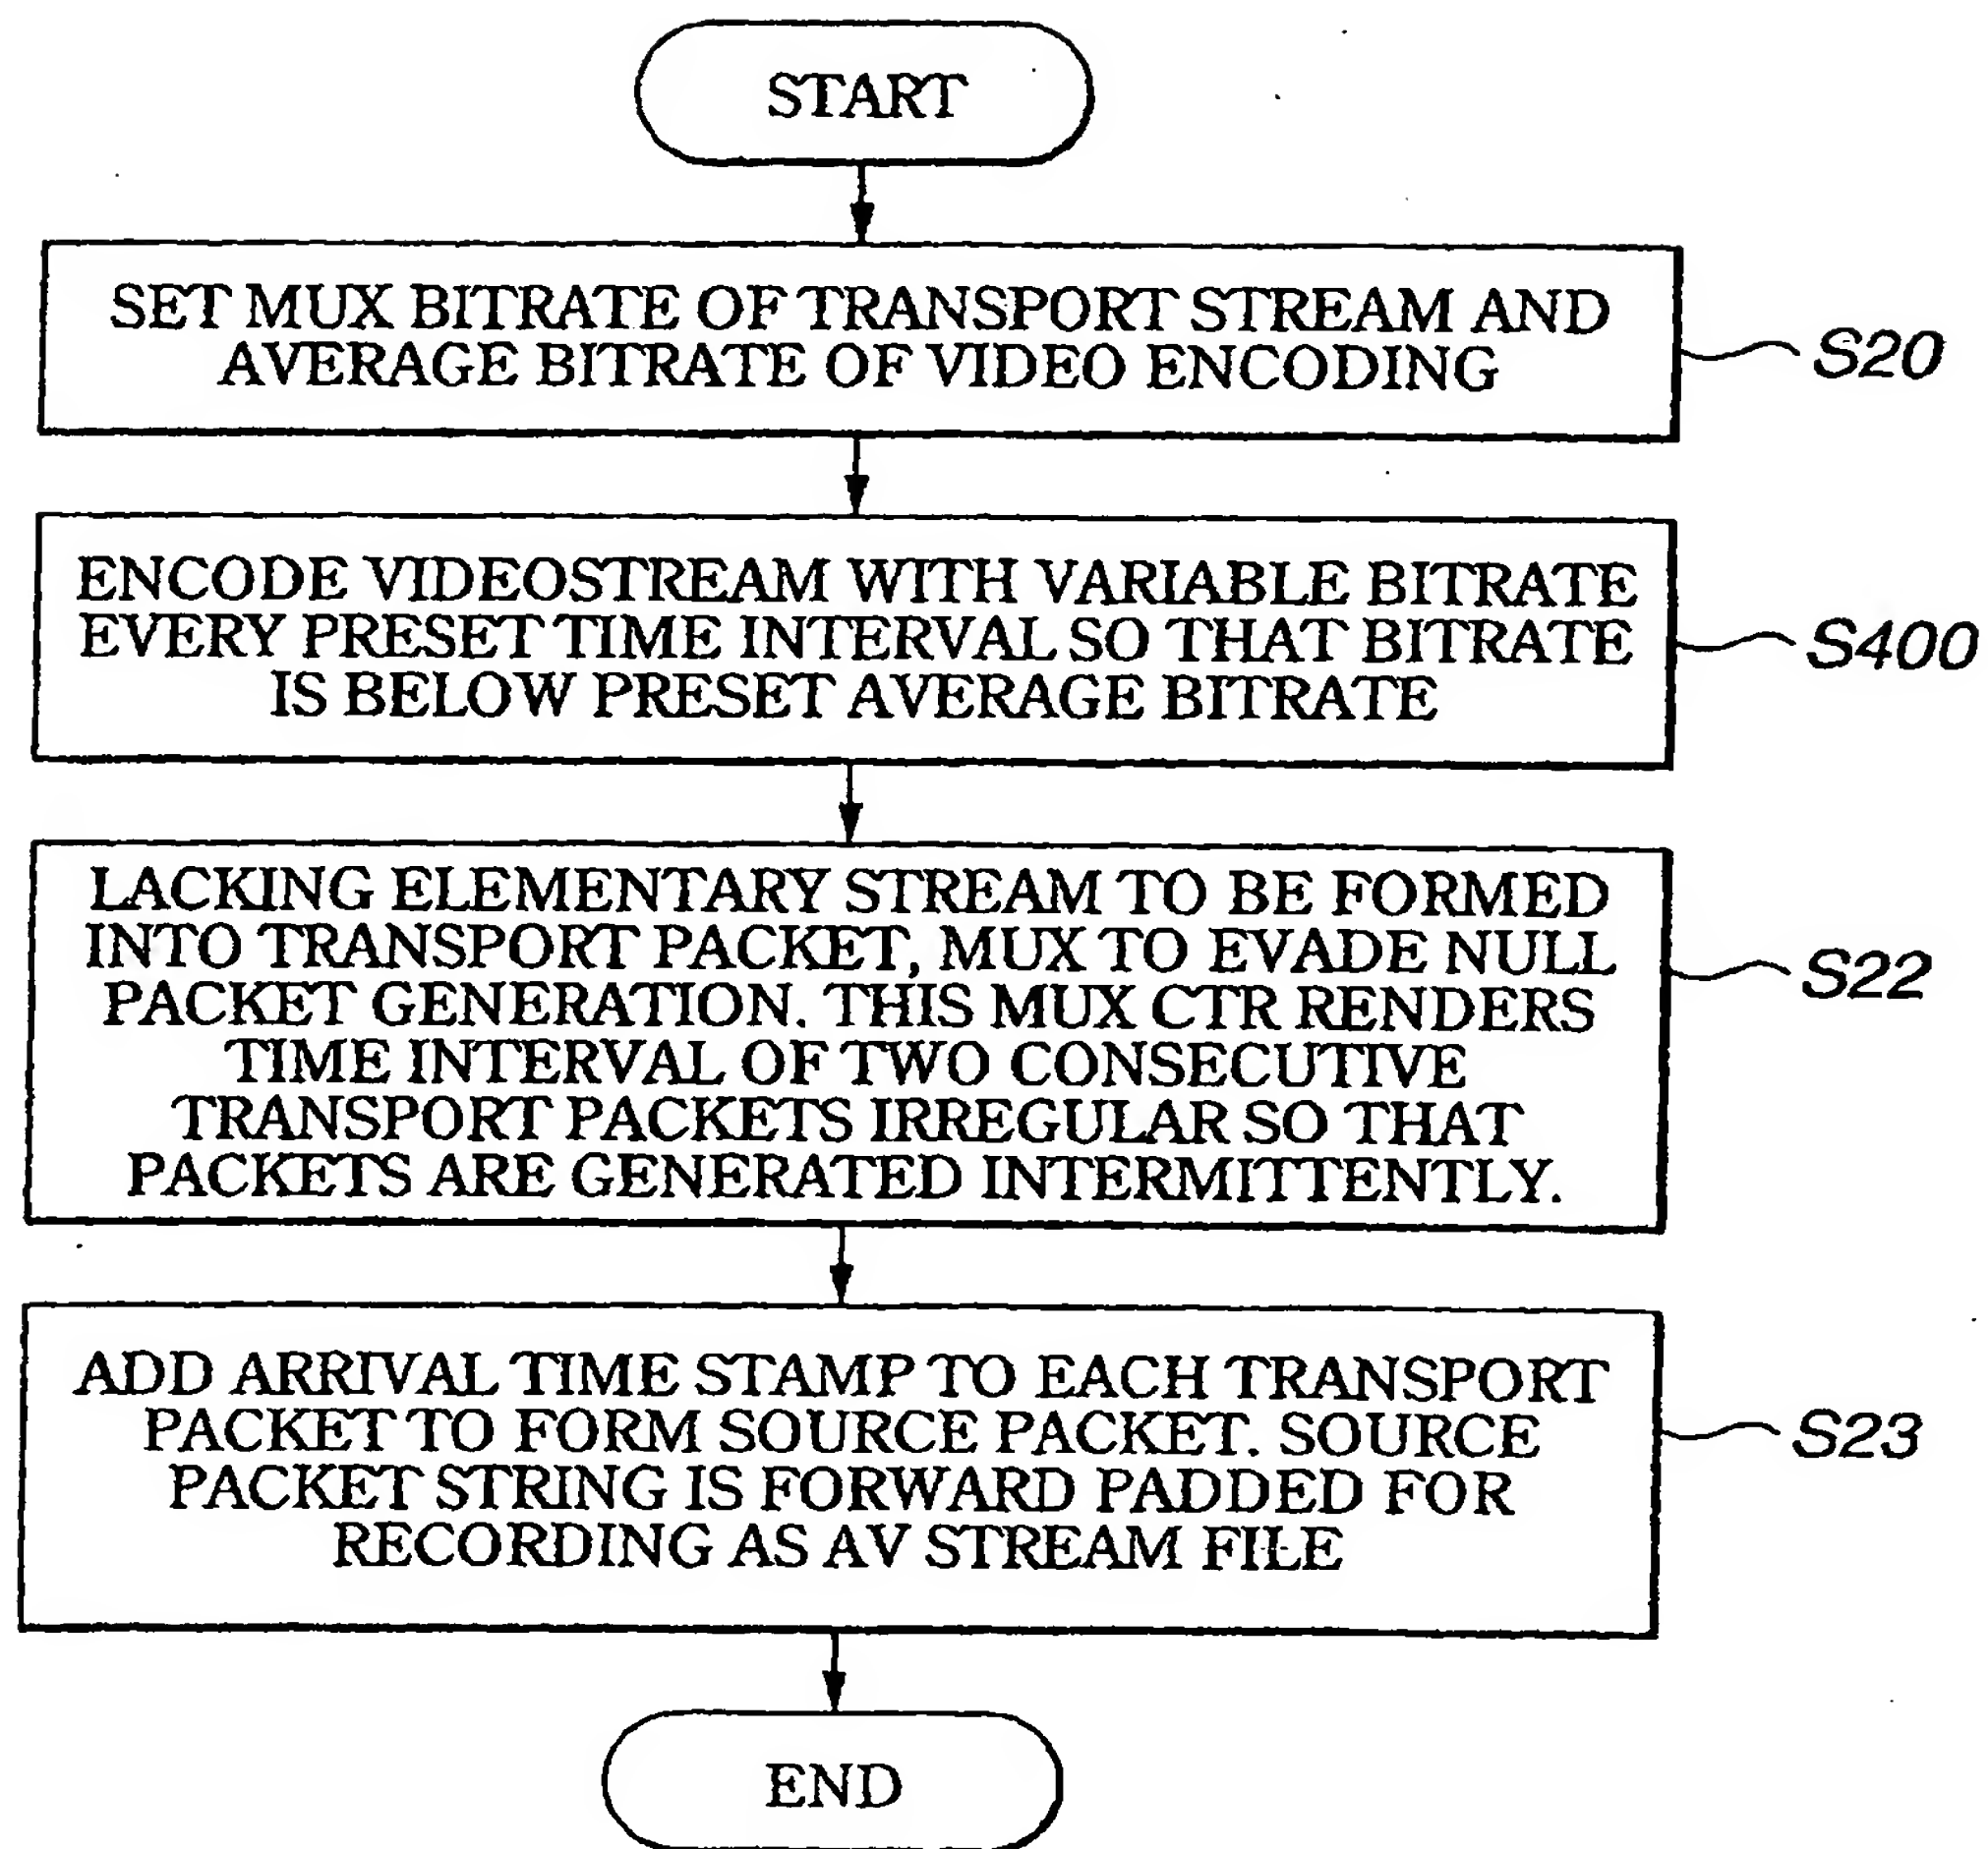 START
SET MUX BITRATE OF TRANSPORT STREAM AND
AVERAGE BITRATE OF VIDEO ENCODING
S20
ENCODE VIDEOSTREAM WITH VARIABLE BITRATE
EVERY PRESET TIME INTERVAL SO THAT BITRATE
IS BELOW PRESET AVERAGE BITRATE
S400
LACKING ELEMENTARY STREAM TO BE FORMED
INTO TRANSPORT PACKET, MUX TO EVADE NULL
PACKET GENERATION. THIS MUX CTR RENDERS
TIME INTERVAL OF TWO CONSECUTIVE
TRANSPORT PACKETS IRREGULAR SO THAT
PACKETS ARE GENERATED INTERMITTENTLY.
S22
ADD ARRIVAL TIME STAMP TO EACH TRANSPORT
PACKET TO FORM SOURCE PACKET. SOURCE
PACKET STRING IS FORWARD PADDED FOR
RECORDING AS AV STREAM FILE
S23
END